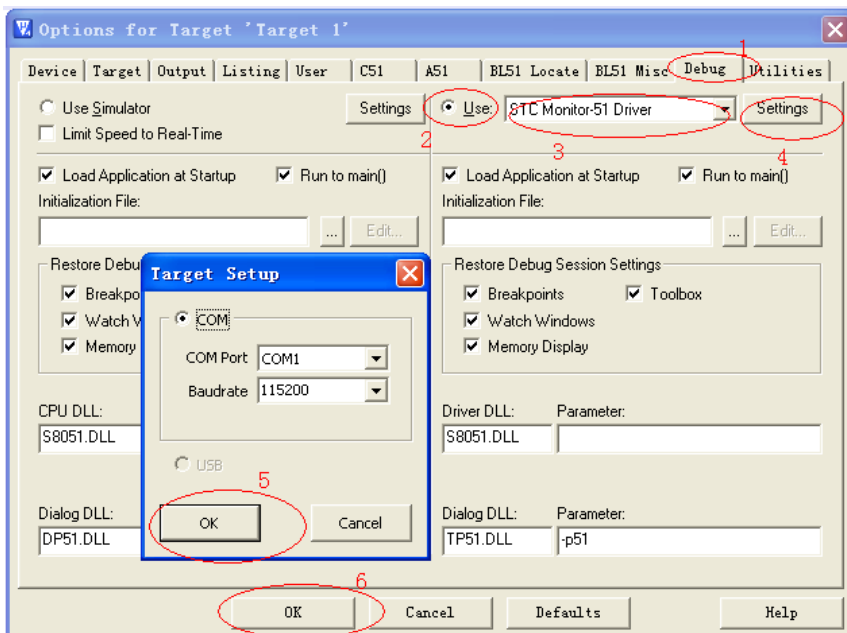 Options for Target 'Target 1'
1
Device Target Output Listing User C51 A51 BL51 Locate BL51 Misc Debug Utilities
Use Simulator Settings Use: STC Monitor-51 Driver Settings
Limit Speed to Real-Time 2 3 4
Load Application at Startup Run to main() Load Application at Startup Run to main()
Initialization File: Initialization File:
... Edit... ... Edit...
Restore Debu Restore Debug Session Settings
Breakpo Breakpoints Toolbox
Watch W Watch Windows
Memory Memory Display
Target Setup
COM
COM Port COM1
Baudrate 115200
USB
5
OK Cancel
CPU DLL: Driver DLL: Parameter:
S8051.DLL S8051.DLL
Dialog DLL: Dialog DLL: Parameter:
DP51.DLL TP51.DLL -p51
6
OK Cancel Defaults Help